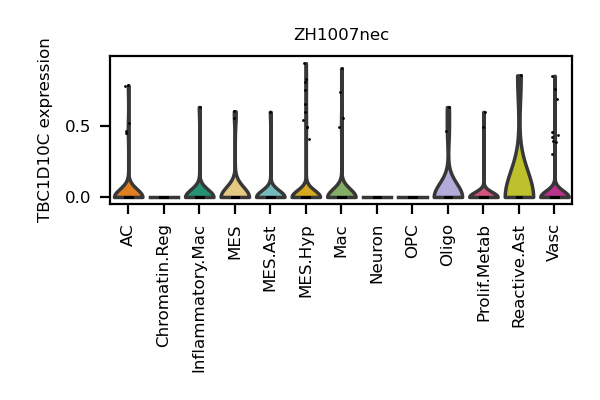 ZH1007nec
TBC1D10C expression
0.5
0.0
AC
Chromatin.Reg
Inflammatory.Mac
MES
MES.Ast
MES.Hyp
Mac
Neuron
OPC
Oligo
Prolif.Metab
Reactive.Ast
Vasc